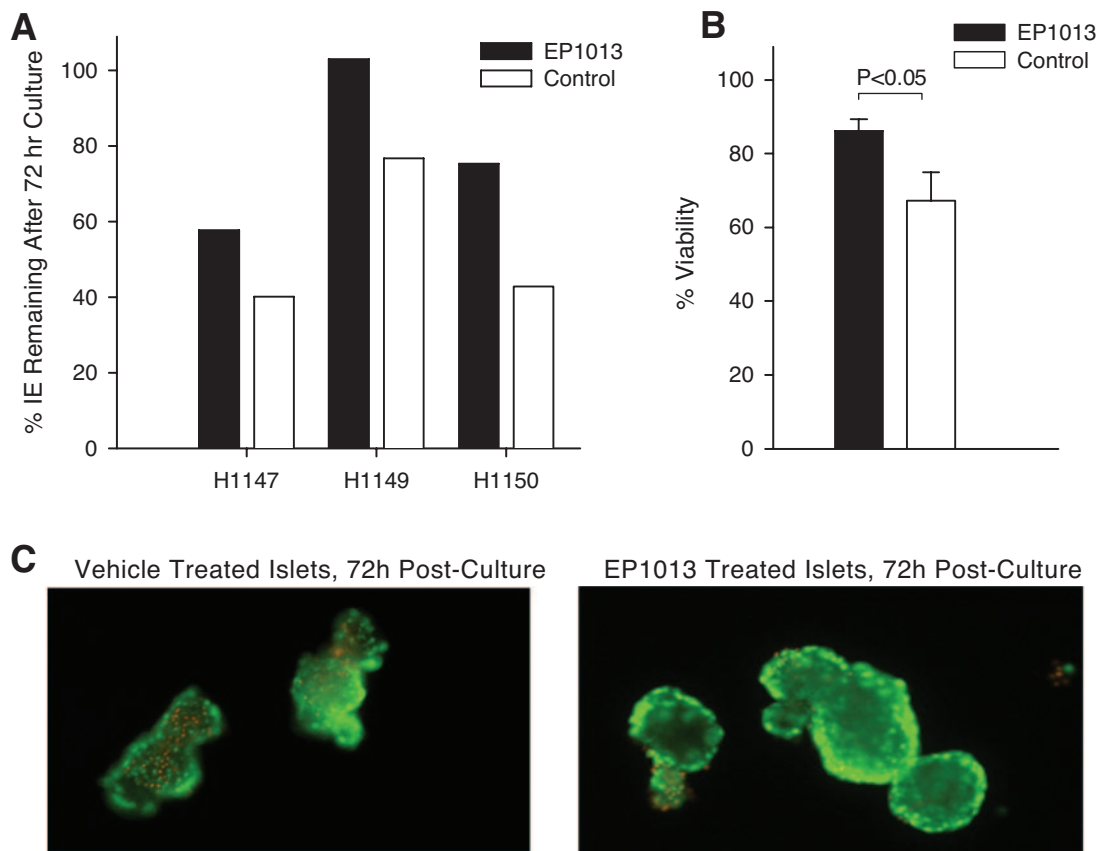 A
% IE Remaining After 72 hr Culture
100
80
60
40
20
0
H1147
H1149
H1150
EP1013
Control
B
% Viability
100
80
60
40
20
0
P<0.05
EP1013
Control
C
Vehicle Treated Islets, 72h Post-Culture
EP1013 Treated Islets, 72h Post-Culture